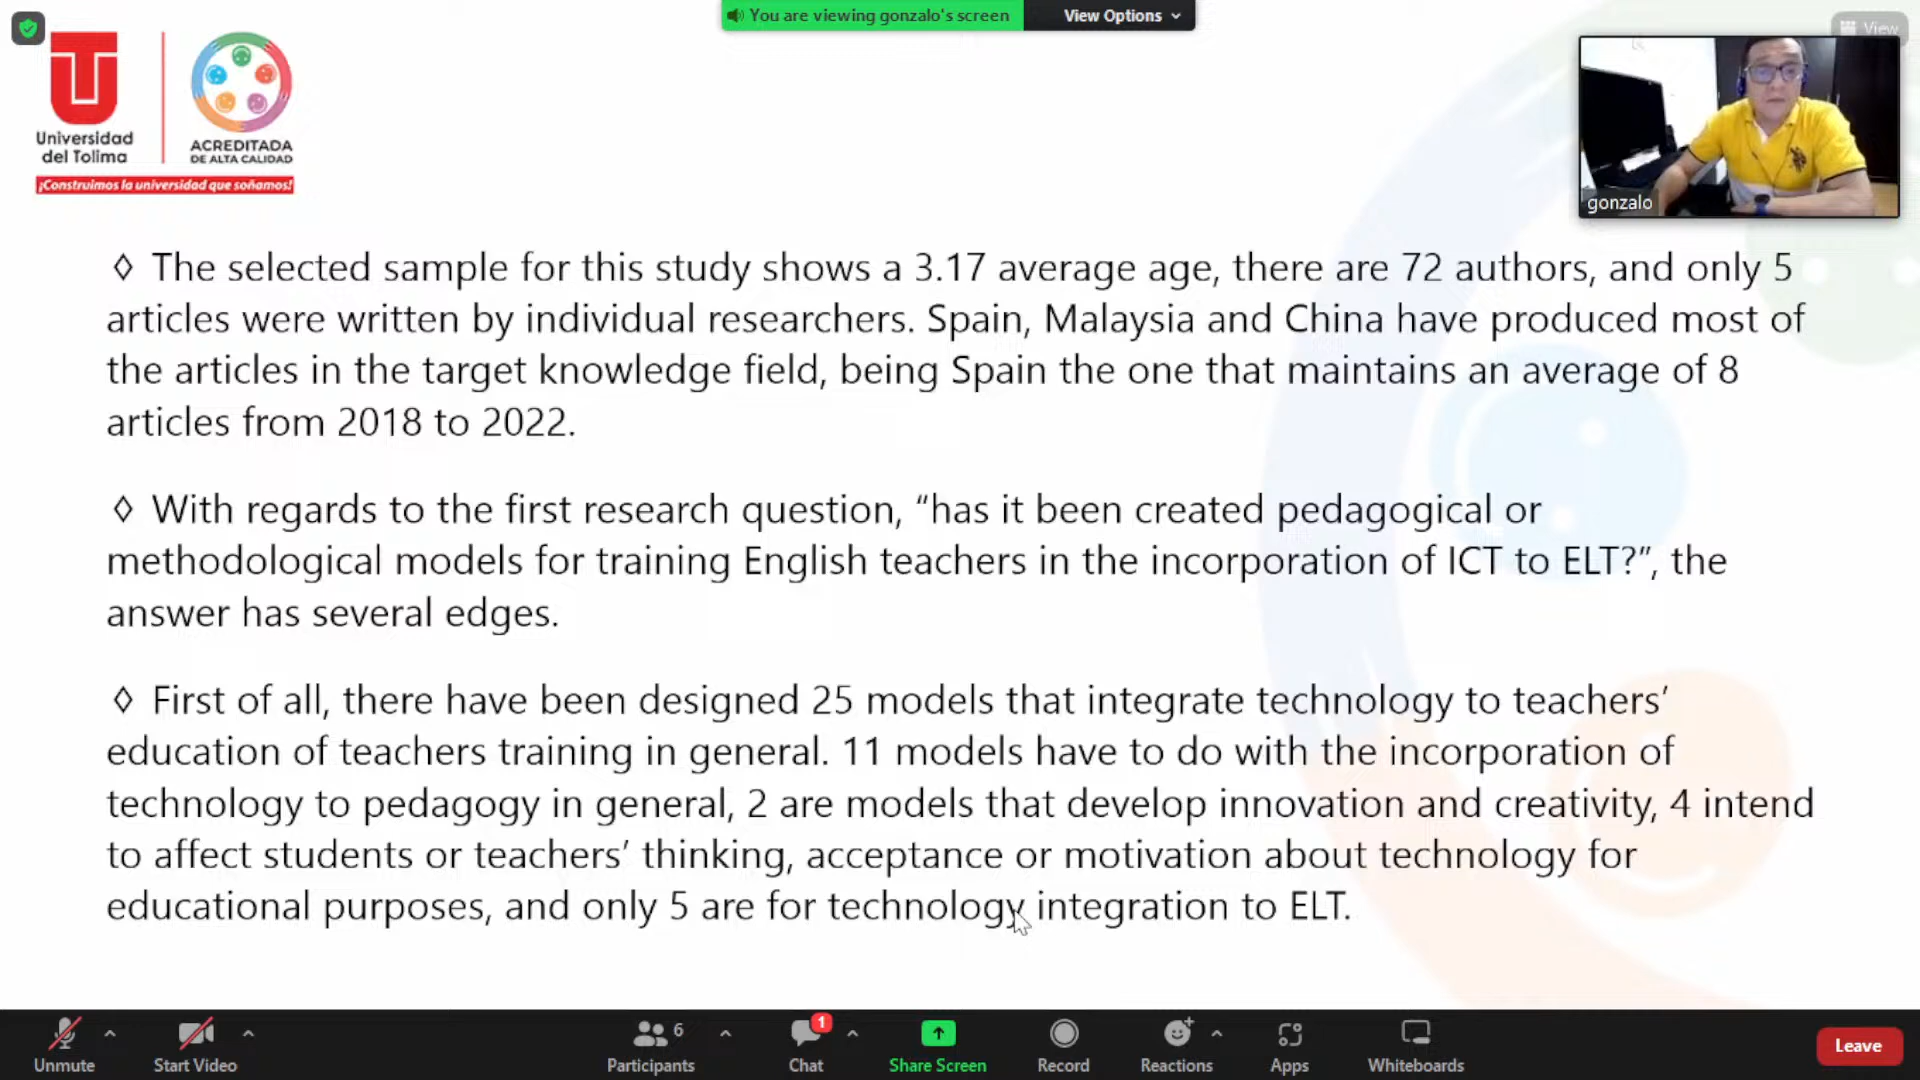 You are viewing gonzalo's screen
View Options
View
Universidad
del Tolima
ACREDITADA
DE ALTA CALIDAD
¡Construimos la universidad que soñamos!
gonzalo
◊ The selected sample for this study shows a 3.17 average age, there are 72 authors, and only 5
articles were written by individual researchers. Spain, Malaysia and China have produced most of
the articles in the target knowledge field, being Spain the one that maintains an average of 8
articles from 2018 to 2022.
◊ With regards to the first research question, “has it been created pedagogical or
methodological models for training English teachers in the incorporation of ICT to ELT?”, the
answer has several edges.
◊ First of all, there have been designed 25 models that integrate technology to teachers’
education of teachers training in general. 11 models have to do with the incorporation of
technology to pedagogy in general, 2 are models that develop innovation and creativity, 4 intend
to affect students or teachers’ thinking, acceptance or motivation about technology for
educational purposes, and only 5 are for technology integration to ELT.
Unmute
Start Video
6
Participants
1
Chat
Share Screen
Record
Reactions
Apps
Whiteboards
Leave